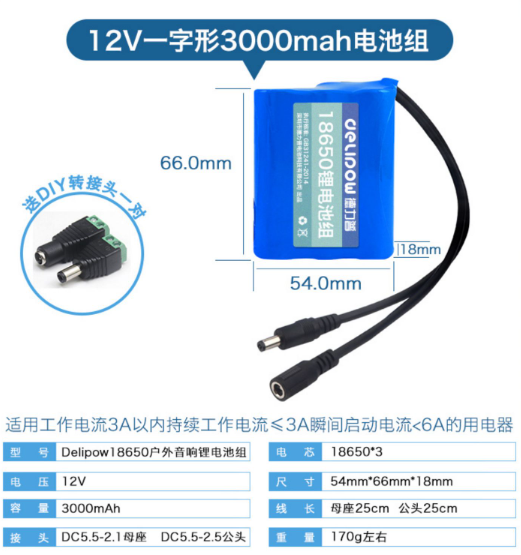 12V一字形3000mah电池组
66.0mm
delipow 德力普
18650锂电池组
执行标准：GB31241-2014
18mm
54.0mm
送DIY转接头一对
适用工作电流3A以内持续工作电流≤3A瞬间启动电流<6A的用电器
型 号 Delipow18650户外音响锂电池组 电 芯 18650*3
电 压 12V 尺 寸 54mm*66mm*18mm
容 量 3000mAh 线 长 母座25cm 公头25cm
接 头 DC5.5-2.1母座 DC5.5-2.5公头 重 量 170g左右